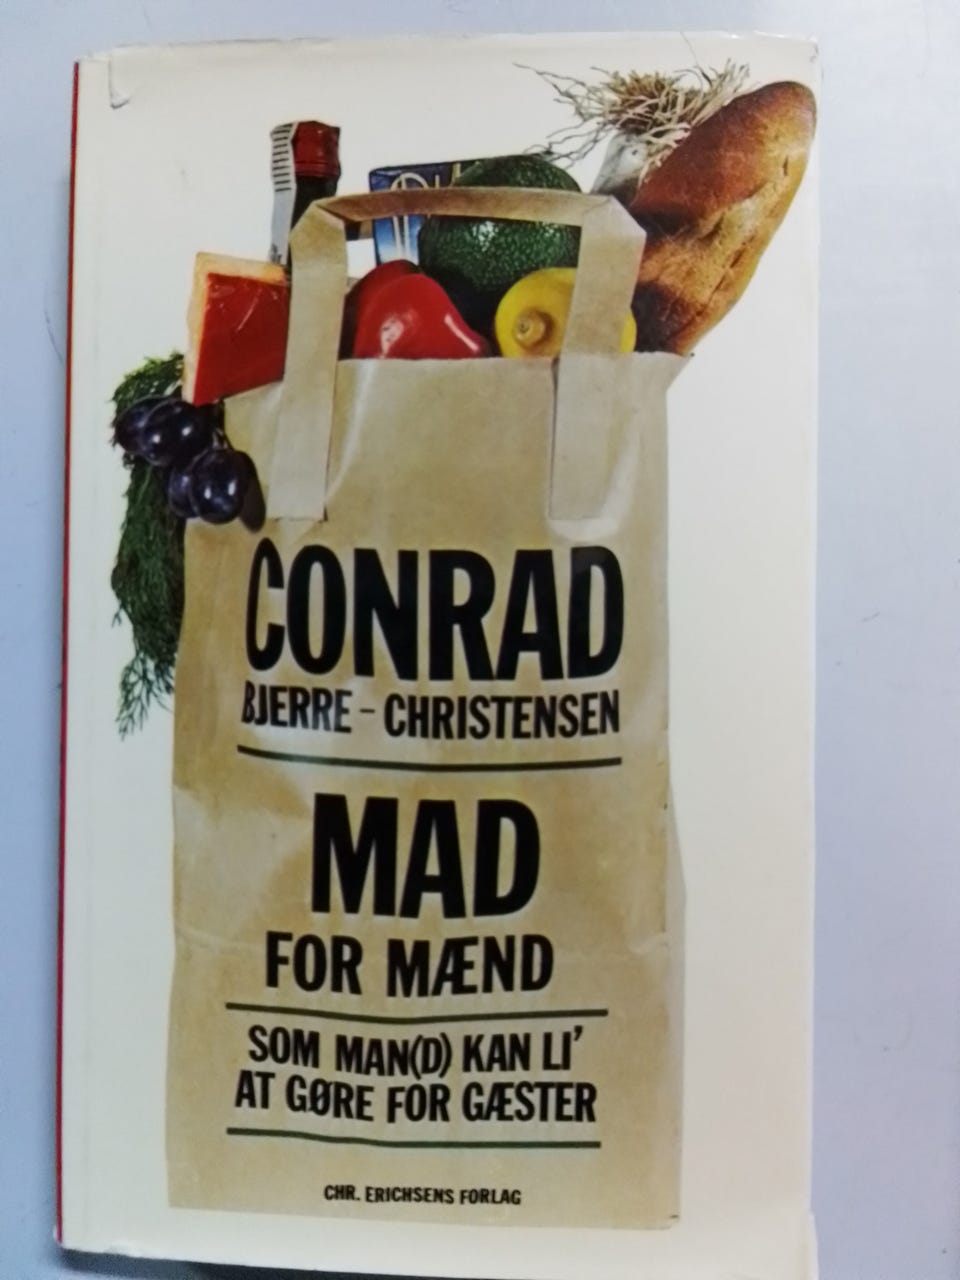 CONRAD
BJERRE - CHRISTENSEN
MAD
FOR MÆND
SOM MAN(D) KAN LI'
AT GØRE FOR GÆSTER
CHR. ERICHSENS FORLAG